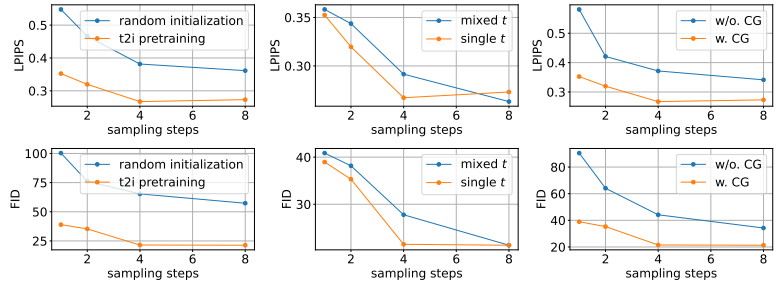 0.5
0.4
0.3
LPIPS
random initialization
t2i pretraining
2
4
6
8
sampling steps
0.35
0.30
LPIPS
mixed t
single t
2
4
6
8
sampling steps
0.5
0.4
0.3
LPIPS
w/o. CG
w. CG
2
4
6
8
sampling steps
100
75
50
25
FID
random initialization
t2i pretraining
2
4
6
8
sampling steps
40
30
FID
mixed t
single t
2
4
6
8
sampling steps
80
60
40
20
FID
w/o. CG
w. CG
2
4
6
8
sampling steps